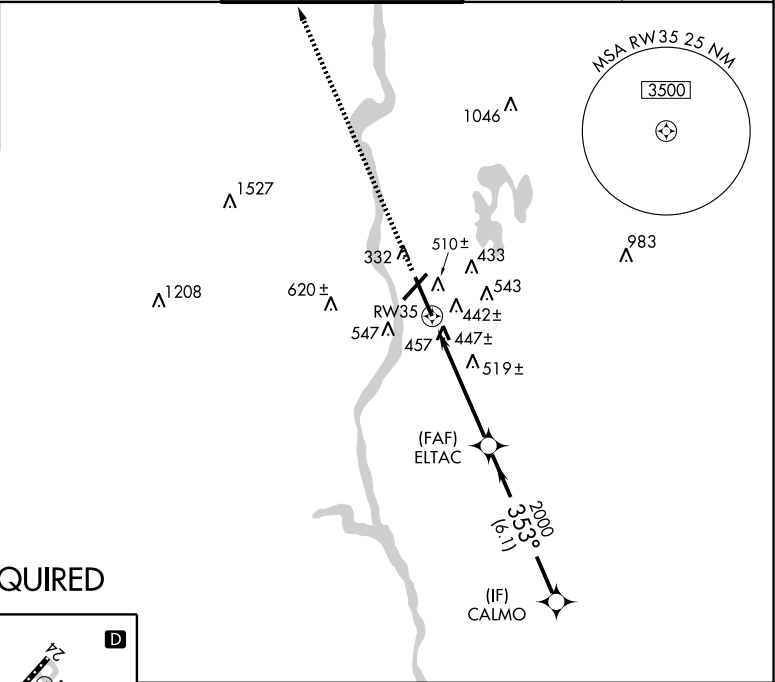 MSA RW35 25 NM
3500
1046
1527
983
510±
433
332
1208
620±
543
RW35
442±
547
457
447±
519±
(FAF)
ELTAC
2000
353°
(6.1)
(IF)
CALMO
QUIRED
D
24